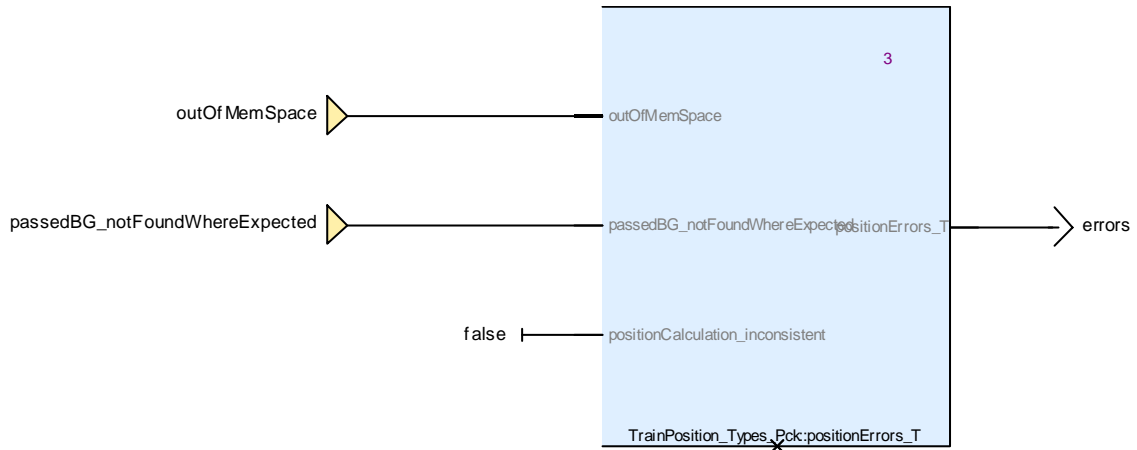 3
outOfMemSpace
outOfMemSpace
passedBG_notFoundWhereExpected
passedBG_notFoundWhereExpected
positionErrors_T
errors
false
positionCalculation_inconsistent
TrainPosition_Types_Pck::positionErrors_T